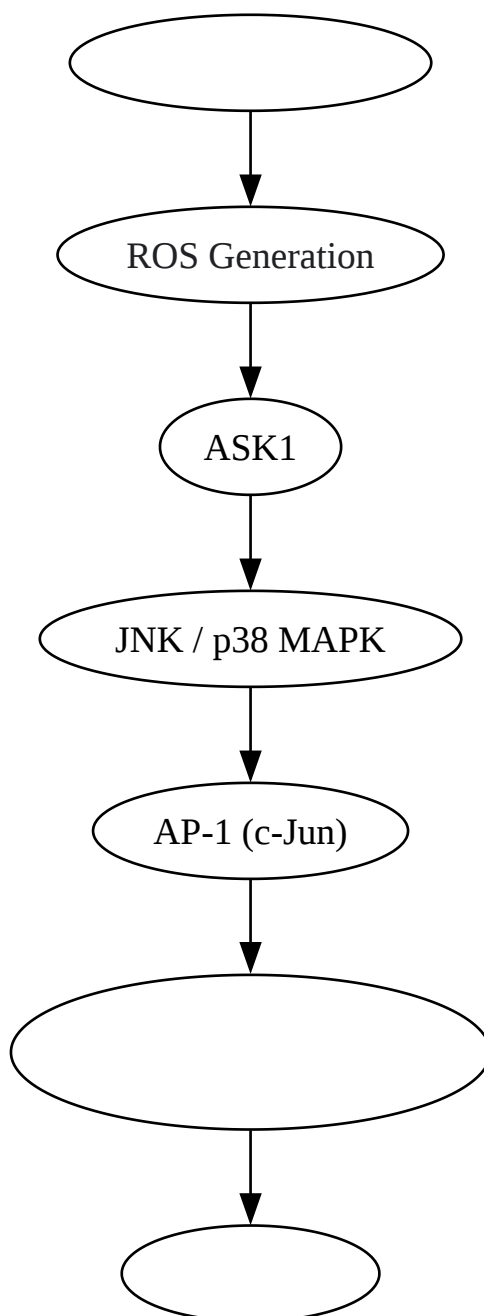 ROS Generation
ASK1
JNK / p38 MAPK
AP-1 (c-Jun)